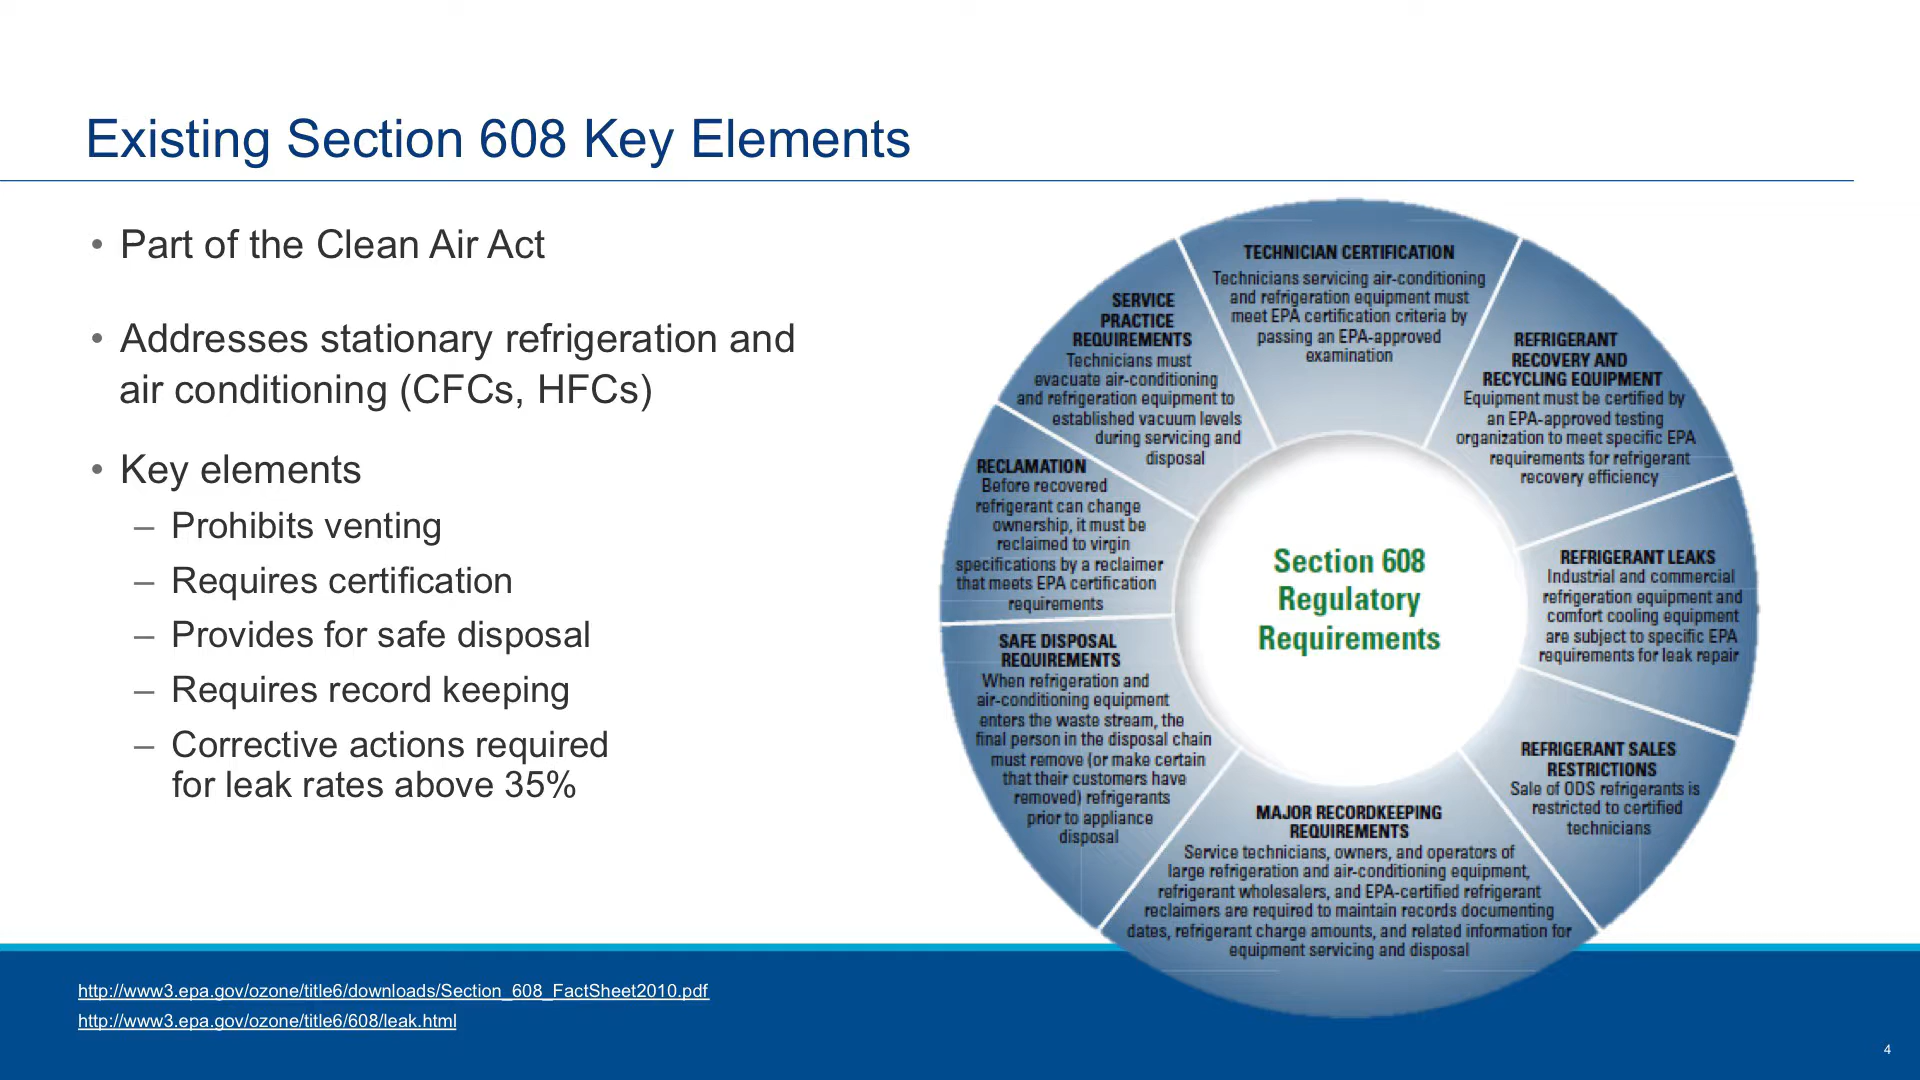 Existing Section 608 Key Elements
• Part of the Clean Air Act
• Addresses stationary refrigeration and
air conditioning (CFCs, HFCs)
• Key elements
– Prohibits venting
– Requires certification
– Provides for safe disposal
– Requires record keeping
– Corrective actions required
for leak rates above 35%
TECHNICIAN CERTIFICATION
Technicians servicing air-conditioning
and refrigeration equipment must
meet EPA certification criteria by
passing an EPA-approved
examination
REFRIGERANT
RECOVERY AND
RECYCLING EQUIPMENT
Equipment must be certified by
an EPA-approved testing
organization to meet specific EPA
requirements for refrigerant
recovery efficiency
REFRIGERANT LEAKS
Industrial and commercial
refrigeration equipment and
comfort cooling equipment
are subject to specific EPA
requirements for leak repair
REFRIGERANT SALES
RESTRICTIONS
Sale of ODS refrigerants is
restricted to certified
technicians
MAJOR RECORDKEEPING
REQUIREMENTS
Service technicians, owners, and operators of
large refrigeration and air-conditioning equipment,
refrigerant wholesalers, and EPA-certified refrigerant
reclaimers are required to maintain records documenting
dates, refrigerant charge amounts, and related information for
equipment servicing and disposal
SAFE DISPOSAL
REQUIREMENTS
When refrigeration and
air-conditioning equipment
enters the waste stream, the
final person in the disposal chain
must remove (or make certain
that their customers have
removed) refrigerants
prior to appliance
disposal
RECLAMATION
Before recovered
refrigerant can change
ownership, it must be
reclaimed to virgin
specifications by a reclaimer
that meets EPA certification
requirements
SERVICE
PRACTICE
REQUIREMENTS
Technicians must
evacuate air-conditioning
and refrigeration equipment to
established vacuum levels
during servicing and
disposal
Section 608
Regulatory
Requirements
http://www3.epa.gov/ozone/title6/downloads/Section_608_FactSheet2010.pdf
http://www3.epa.gov/ozone/title6/608/leak.html
4